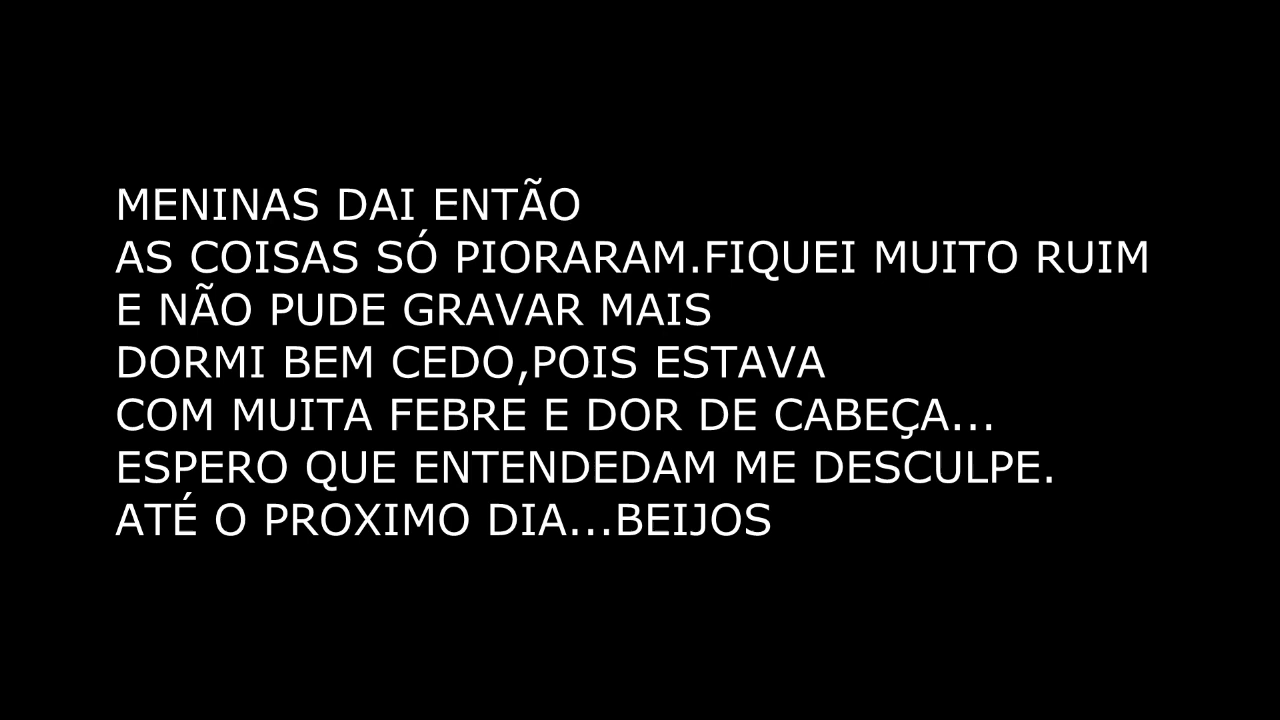 MENINAS DAI ENTÃO
AS COISAS SÓ PIORARAM.FIQUEI MUITO RUIM
E NÃO PUDE GRAVAR MAIS
DORMI BEM CEDO,POIS ESTAVA
COM MUITA FEBRE E DOR DE CABEÇA...
ESPERO QUE ENTENDEDAM ME DESCULPE.
ATÉ O PROXIMO DIA...BEIJOS